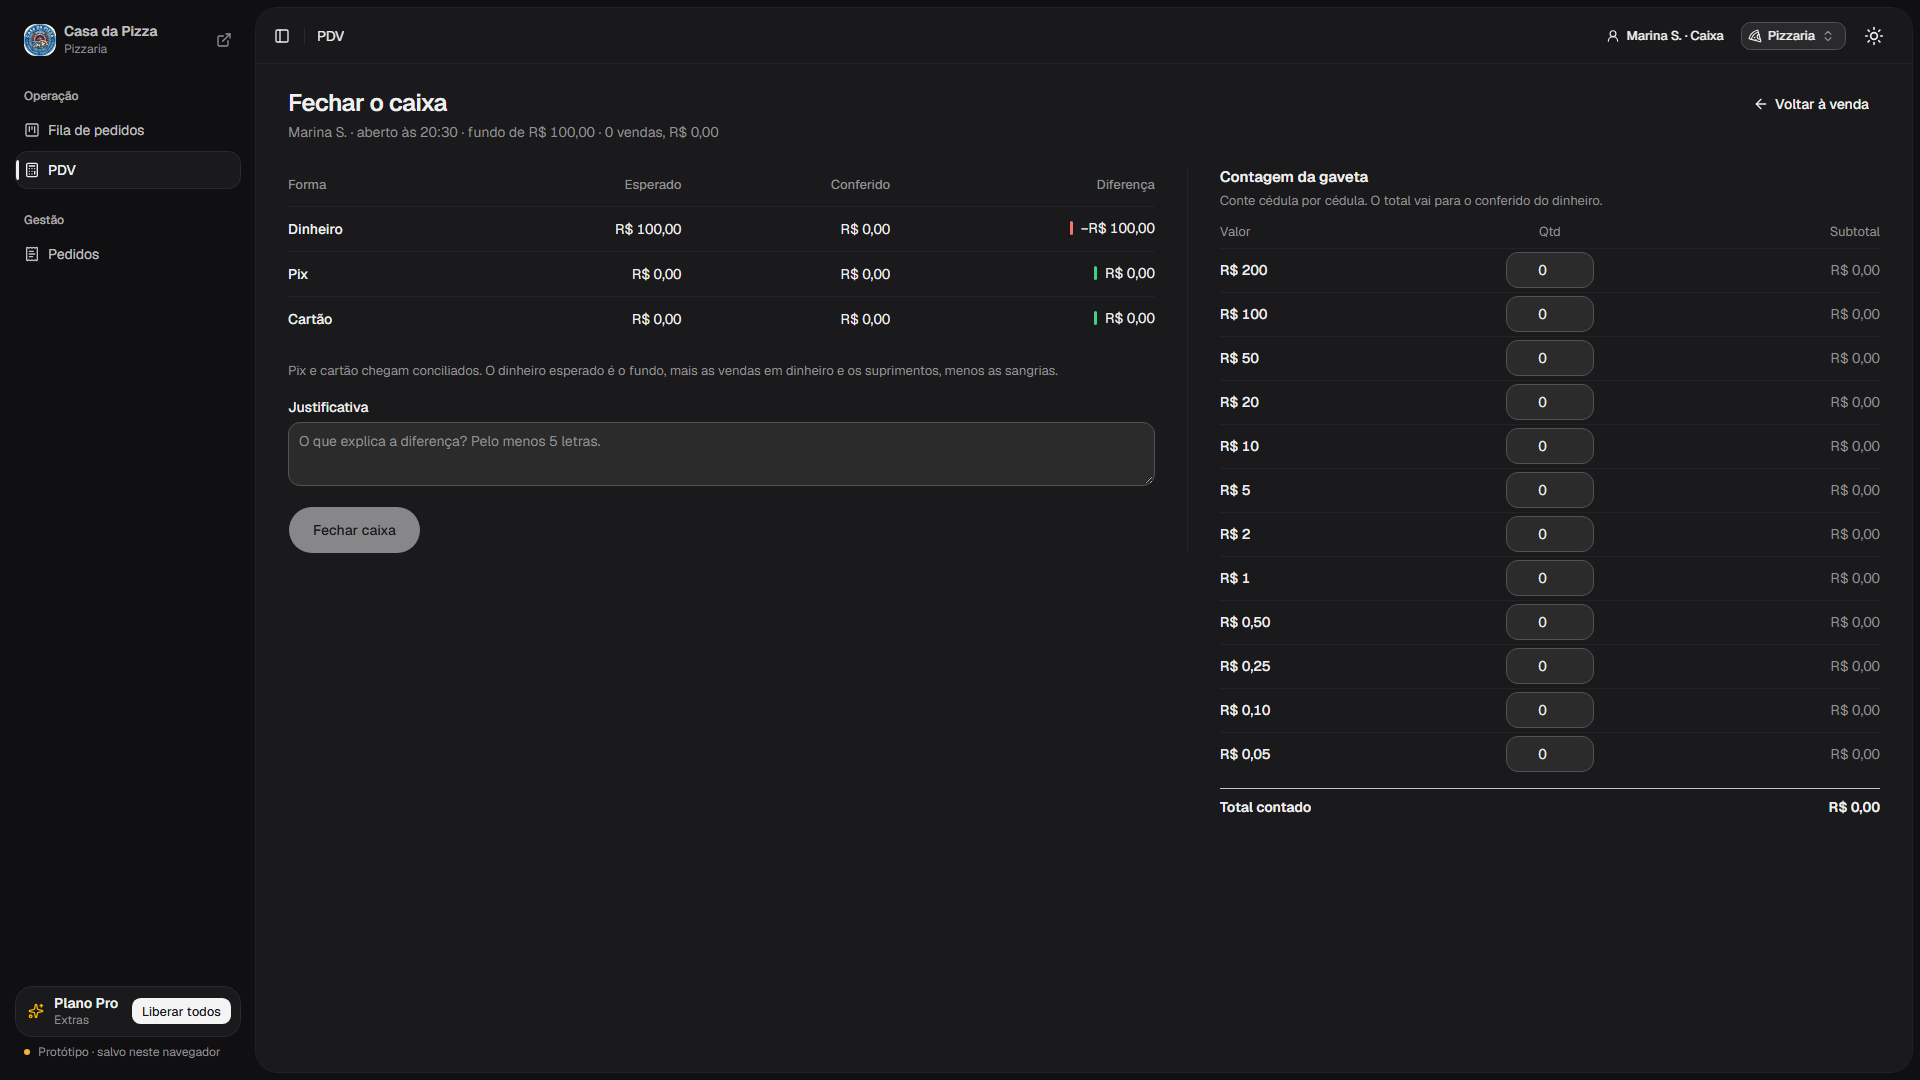 Casa da Pizza
Pizzaria
Operação
Fila de pedidos
PDV
Gestão
Pedidos
Plano Pro
Extras
Liberar todos
Protótipo · salvo neste navegador
PDV
Marina S. · Caixa
Pizzaria
Fechar o caixa
Marina S. · aberto às 20:30 · fundo de R$ 100,00 · 0 vendas, R$ 0,00
Voltar à venda
Forma Esperado Conferido Diferença
Dinheiro R$ 100,00 R$ 0,00 −R$ 100,00
Pix R$ 0,00 R$ 0,00 R$ 0,00
Cartão R$ 0,00 R$ 0,00 R$ 0,00
Pix e cartão chegam conciliados. O dinheiro esperado é o fundo, mais as vendas em dinheiro e os suprimentos, menos as sangrias.
Justificativa
O que explica a diferença? Pelo menos 5 letras.
Fechar caixa
Contagem da gaveta
Conte cédula por cédula. O total vai para o conferido do dinheiro.
Valor Qtd Subtotal
R$ 200 0 R$ 0,00
R$ 100 0 R$ 0,00
R$ 50 0 R$ 0,00
R$ 20 0 R$ 0,00
R$ 10 0 R$ 0,00
R$ 5 0 R$ 0,00
R$ 2 0 R$ 0,00
R$ 1 0 R$ 0,00
R$ 0,50 0 R$ 0,00
R$ 0,25 0 R$ 0,00
R$ 0,10 0 R$ 0,00
R$ 0,05 0 R$ 0,00
Total contado R$ 0,00